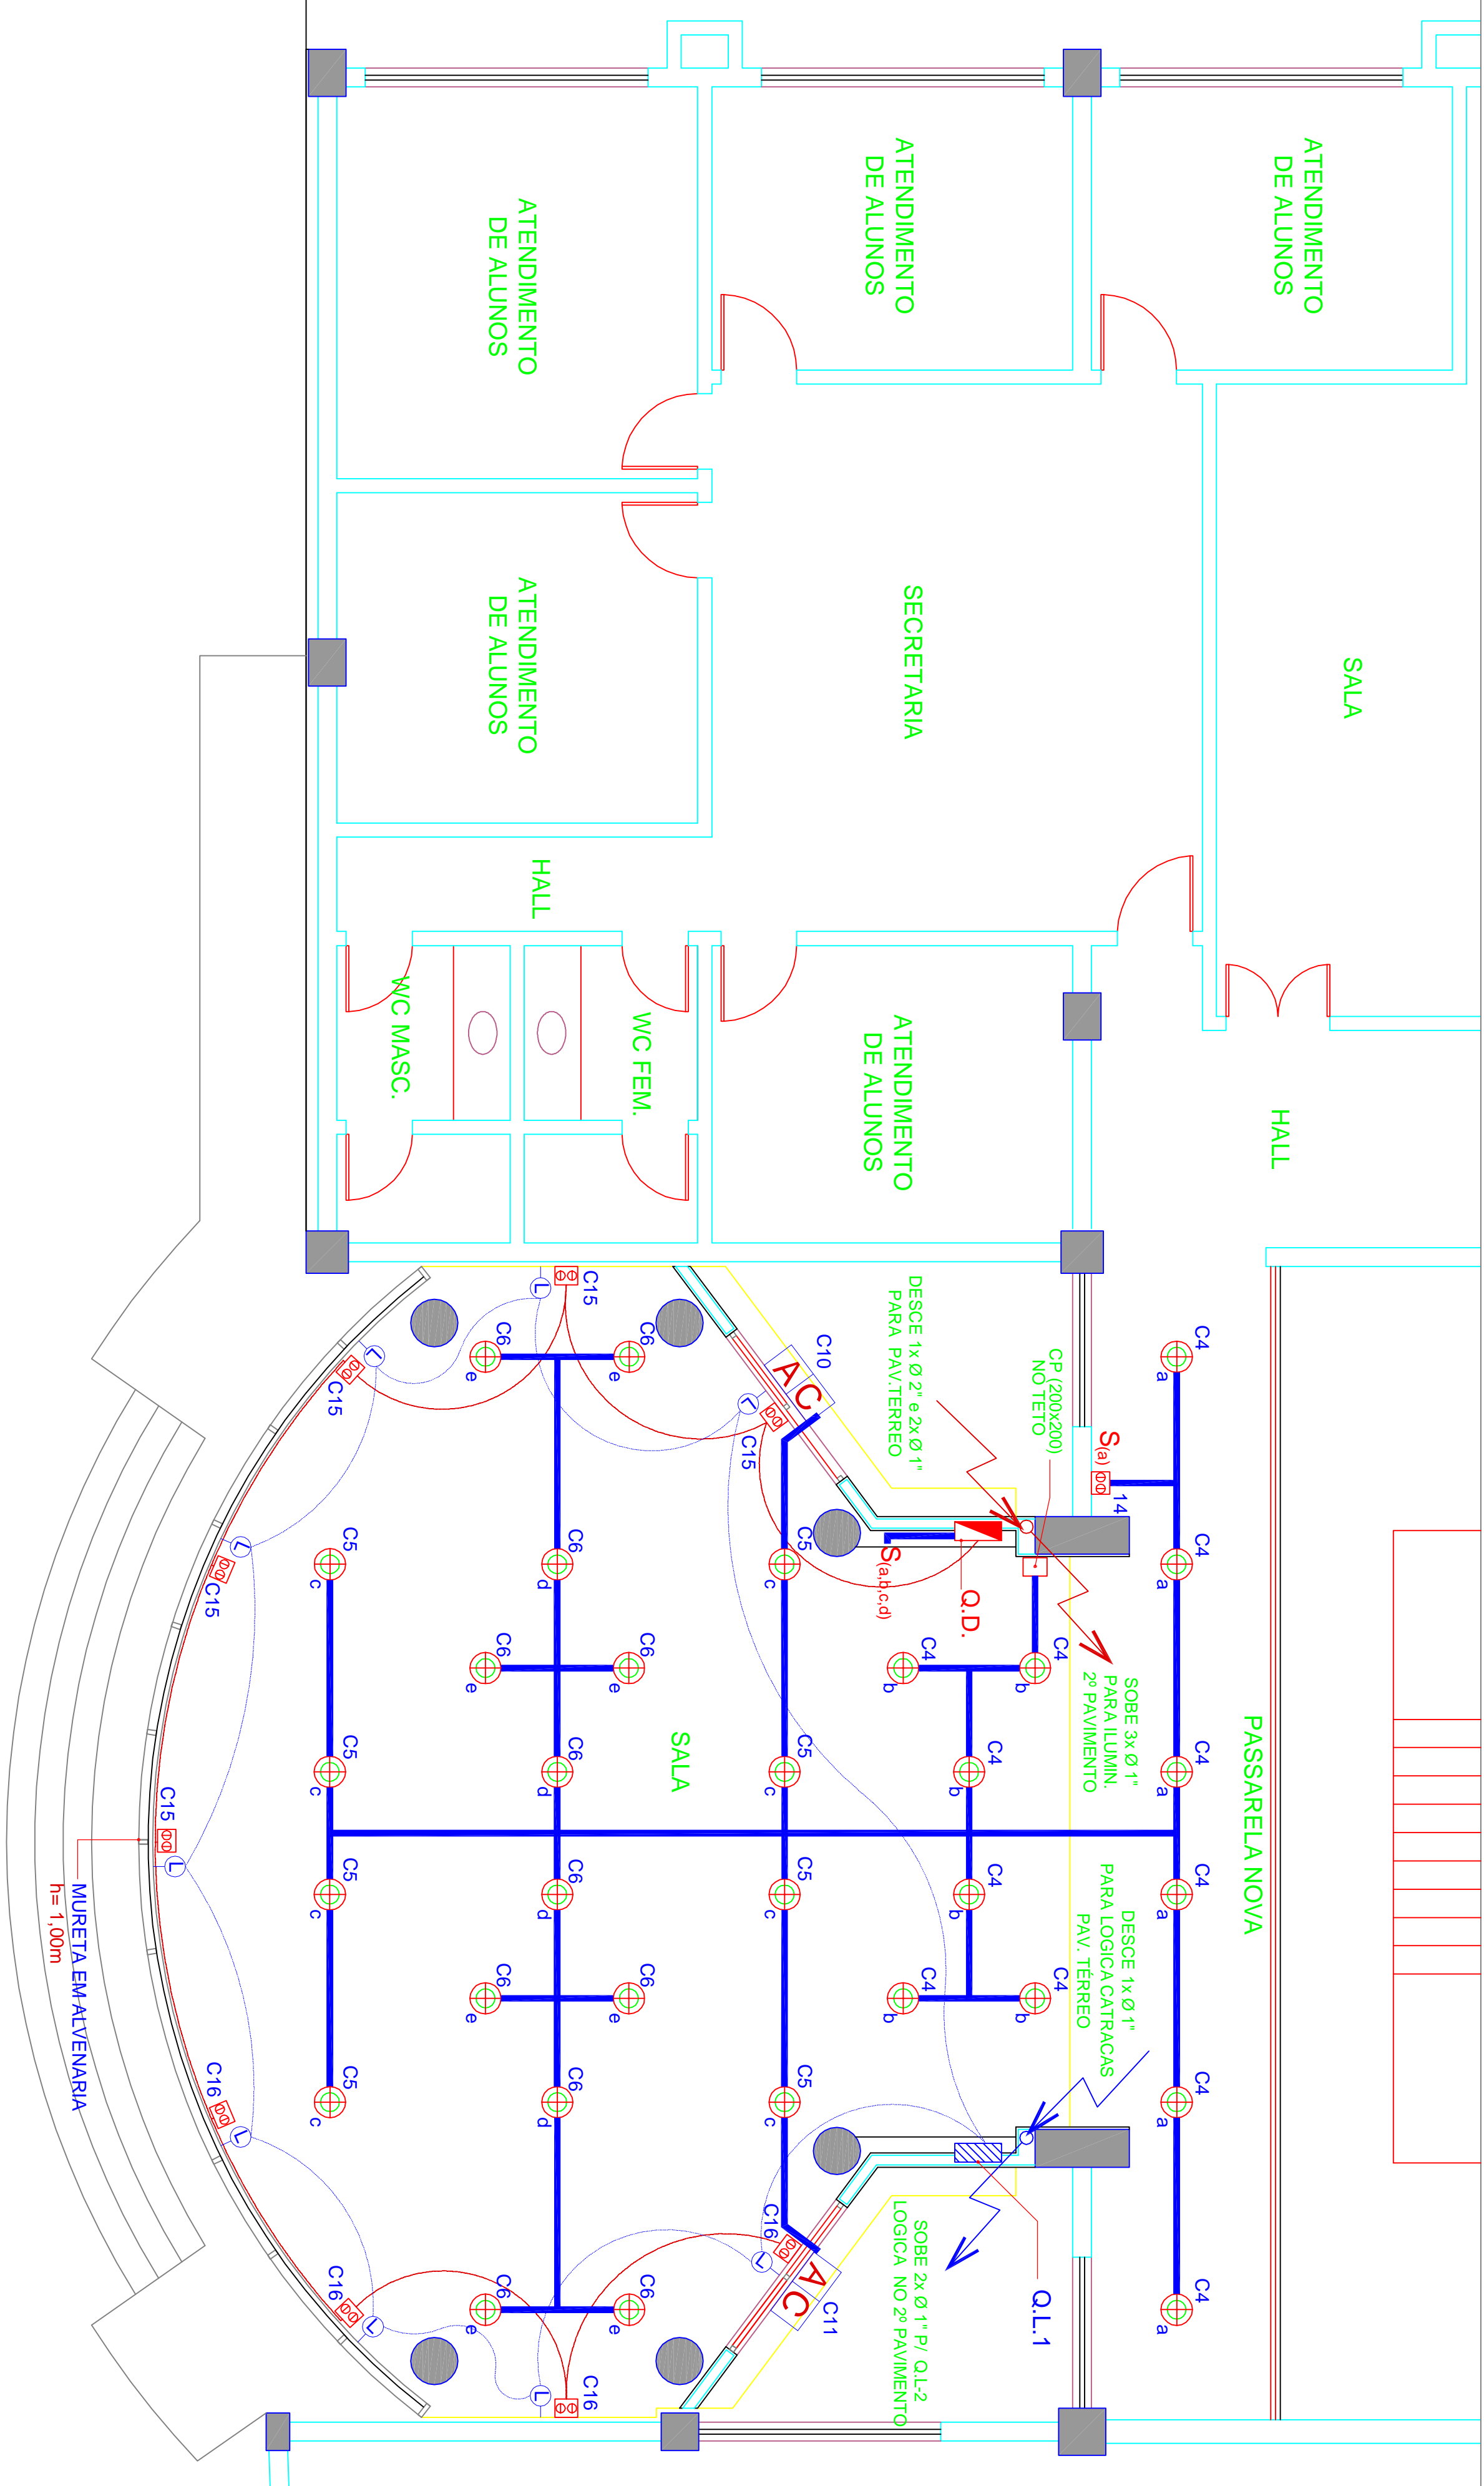 ATENDIMENTO
DE ALUNOS
SALA
HALL
PASSARELA NOVA
C4
C4
C4
C4
C4
C4
a
a
a
a
a
a
S(a)
14
CP (200x200)
NO TETO
SOBE 3x Ø 1"
PARA ILUMIN.
2º PAVIMENTO
DESCE 1x Ø 1"
PARA LOGICA CATRACAS
PAV. TÉRREO
C4
C4
b
b
Q.L.1
Q.D.
C4
C4
b
b
C4
C4
b
b
ATENDIMENTO
DE ALUNOS
SECRETARIA
ATENDIMENTO
DE ALUNOS
DESCE 1x Ø 2" e 2x Ø 1"
PARA PAV.TERREO
S(a,b,c,d)
SOBE 2x Ø 1" P/ Q.L-2
LOGICA NO 2º PAVIMENTO
C10
AC
C5
C5
C5
C5
c
c
c
c
C16
AC
C11
C15
SALA
C6
C6
C6
C6
e
e
e
e
ATENDIMENTO
DE ALUNOS
ATENDIMENTO
DE ALUNOS
HALL
WC FEM.
C15
C6
C6
C6
C6
d
d
d
d
C16
C6
C6
C6
C6
e
e
e
e
WC MASC.
C5
C5
C5
C5
c
c
c
c
C15
C16
C15
C16
C15
L
L
L
L
L
L
L
L
L
MURETA EM ALVENARIA
h= 1,00m